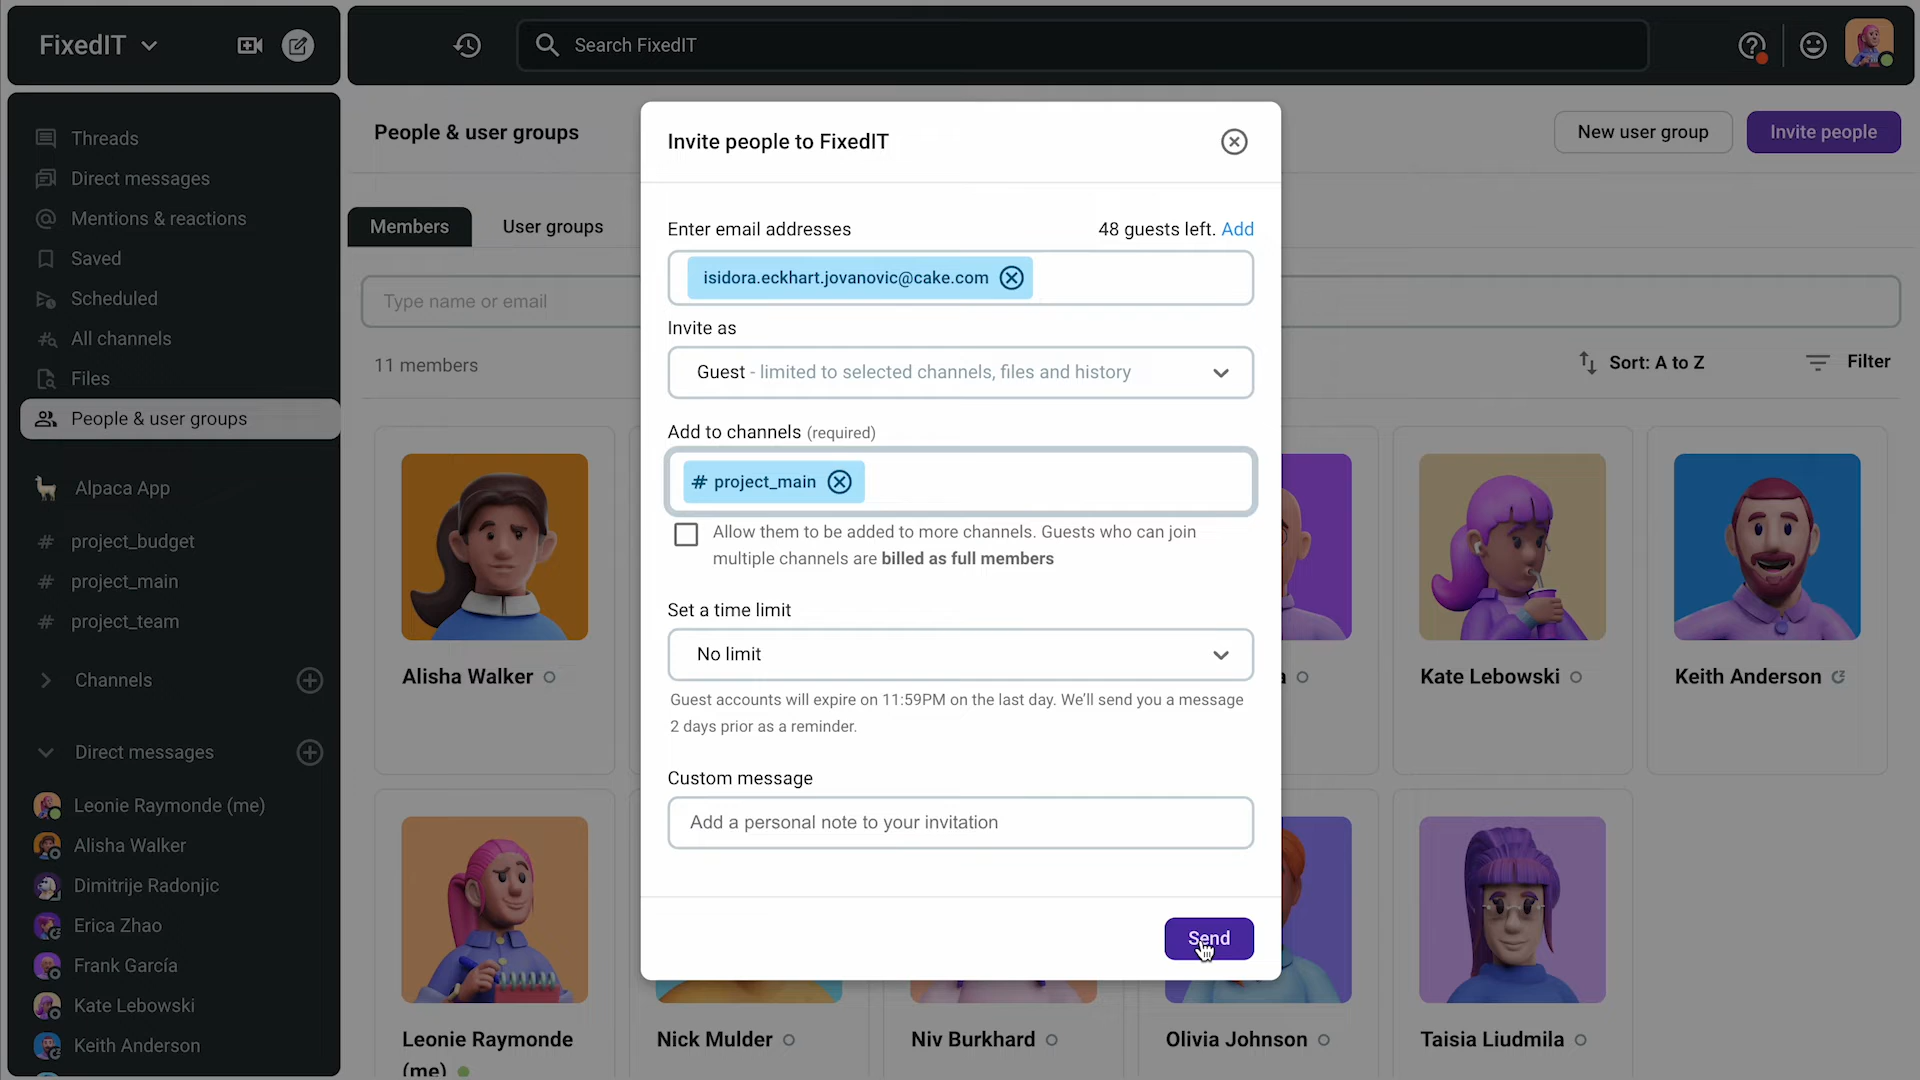 FixedIT
Search FixedIT
Threads
Direct messages
Mentions & reactions
Saved
Scheduled
All channels
Files
People & user groups
Alpaca App
# project_budget
# project_main
# project_team
Channels
Direct messages
Leonie Raymonde (me)
Alisha Walker
Dimitrije Radonjic
Erica Zhao
Frank García
Kate Lebowski
Keith Anderson
People & user groups
New user group
Invite people
Members
User groups
Type name or email
11 members
Sort: A to Z
Filter
Invite people to FixedIT
Enter email addresses
48 guests left. Add
isidora.eckhart.jovanovic@cake.com
Invite as
Guest - limited to selected channels, files and history
Add to channels (required)
# project_main
Allow them to be added to more channels. Guests who can join
multiple channels are billed as full members
Set a time limit
No limit
Guest accounts will expire on 11:59PM on the last day. We'll send you a message
2 days prior as a reminder.
Custom message
Add a personal note to your invitation
Send
Alisha Walker
Kate Lebowski
Keith Anderson
Leonie Raymonde
(me)
Nick Mulder
Niv Burkhard
Olivia Johnson
Taisia Liudmila